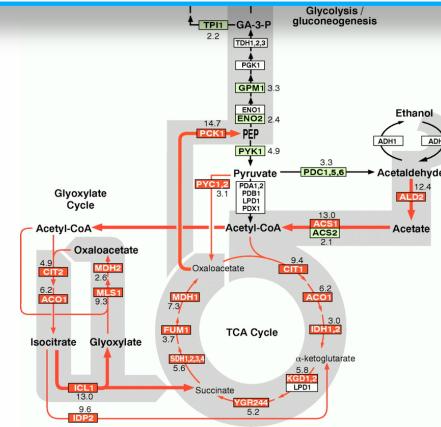 Glycolysis /
gluconeogenesis
TPI1
GA-3-P
2.2
TDH1,2,3
PGK1
GPM1 3.3
ENO1
ENO2 2.4
14.7
PCK1
PEP
PYK1 4.9
Ethanol
ADH1
Pyruvate
3.3
PDC1,5,6
Acetaldehyde
PYC1,2
3.1
PDA1,2
PDB1
LPD1
PDX1
12.4
ALD2
Glyoxylate
Cycle
Acetyl-CoA
Acetyl-CoA
13.0
ACS1
ACS2
2.1
Acetate
Oxaloacetate
4.9
CIT2
MDH2
2.6
Oxaloacetate
9.4
CIT1
6.2
ACO1
MLS1
9.3
MDH1
7.3
6.2
ACO1
FUM1
3.7
TCA Cycle
3.0
IDH1,2
Isocitrate
Glyoxylate
SDH1,2,3,4
5.6
α-ketoglutarate
5.8
KGD1,2
LPD1
ICL1
13.0
Succinate
YGR244
5.2
9.6
IDP2